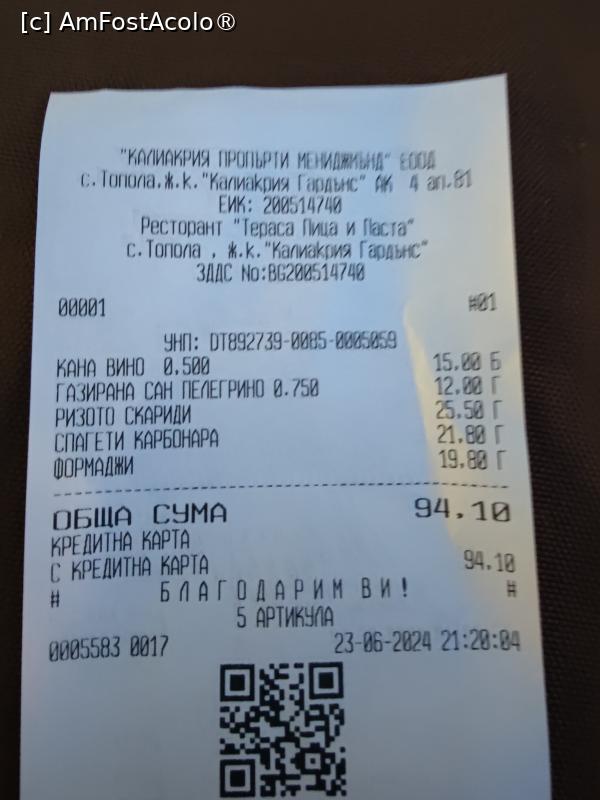 [c] AmFostAcolo®
"КАЛИАКРИЯ ПРОПЪРТИ МЕНИДЖМЪНД" ЕООД
с.Топола.ж.к."Калиакрия Гардънс" АК 4 ап.81
ЕИК: 200514740
Ресторант "Тераса Пица и Паста"
с.Топола , ж.к."Калиакрия Гардънс"
ЗДДС No:BG200514740
00001 #01
УНП: DT892739-0085-0005059
КАНА ВИНО 0.500 15.00 Б
ГАЗИРАНА САН ПЕЛЕГРИНО 0.750 12.00 Г
РИЗОТО СКАРИДИ 25.50 Г
СПАГЕТИ КАРБОНАРА 21.80 Г
ФОРМАДЖИ 19.80 Г
ОБЩА СУМА 94.10
КРЕДИТНА КАРТА
С КРЕДИТНА КАРТА 94.10
# БЛАГОДАРИМ ВИ! #
5 АРТИКУЛА
0005583 0017 23-06-2024 21:20:04